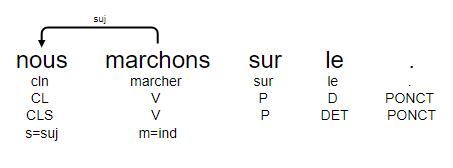 suj
nous marchons sur le .
cln marcher sur le .
CL V P D PONCT
CLS V P DET PONCT
s=suj m=ind